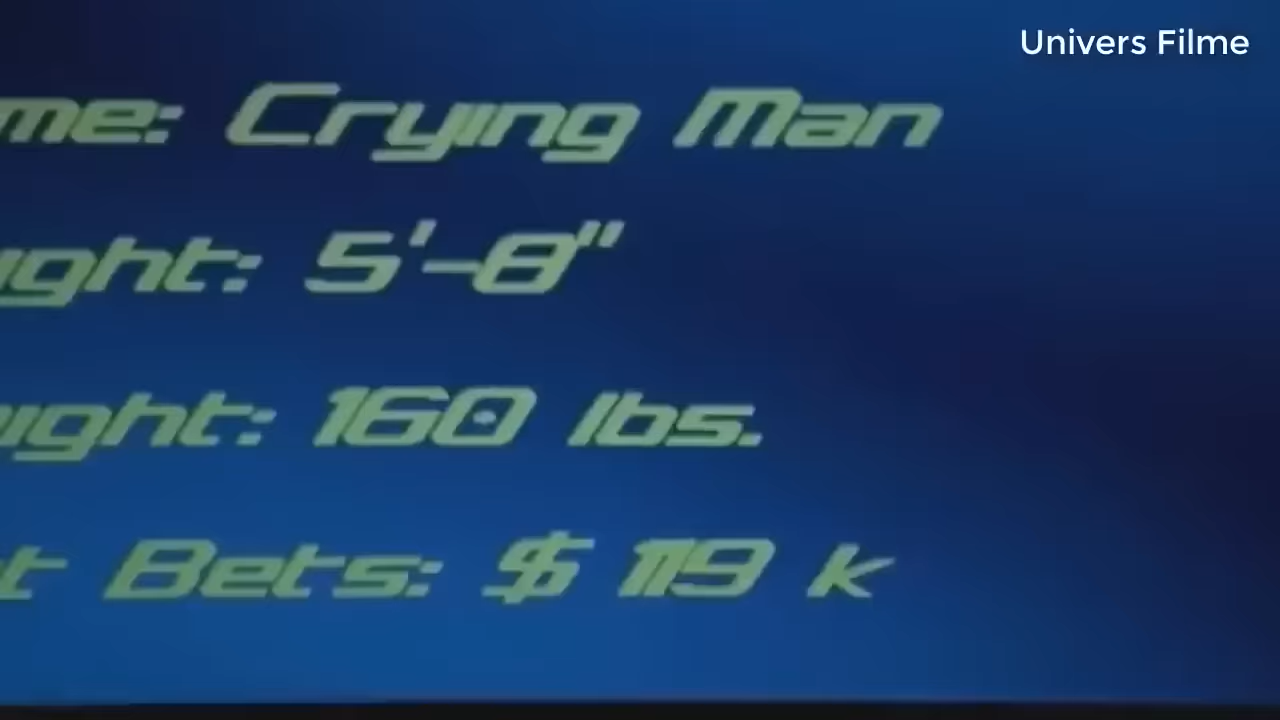 Univers Filme
me: Crying Man
ight: 5'-8"
ight: 160 lbs.
t Bets: $ 119 k